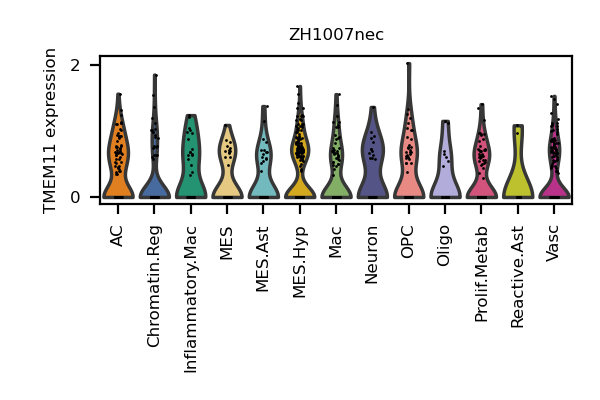 ZH1007nec
TMEM11 expression
2
0
AC
Chromatin.Reg
Inflammatory.Mac
MES
MES.Ast
MES.Hyp
Mac
Neuron
OPC
Oligo
Prolif.Metab
Reactive.Ast
Vasc